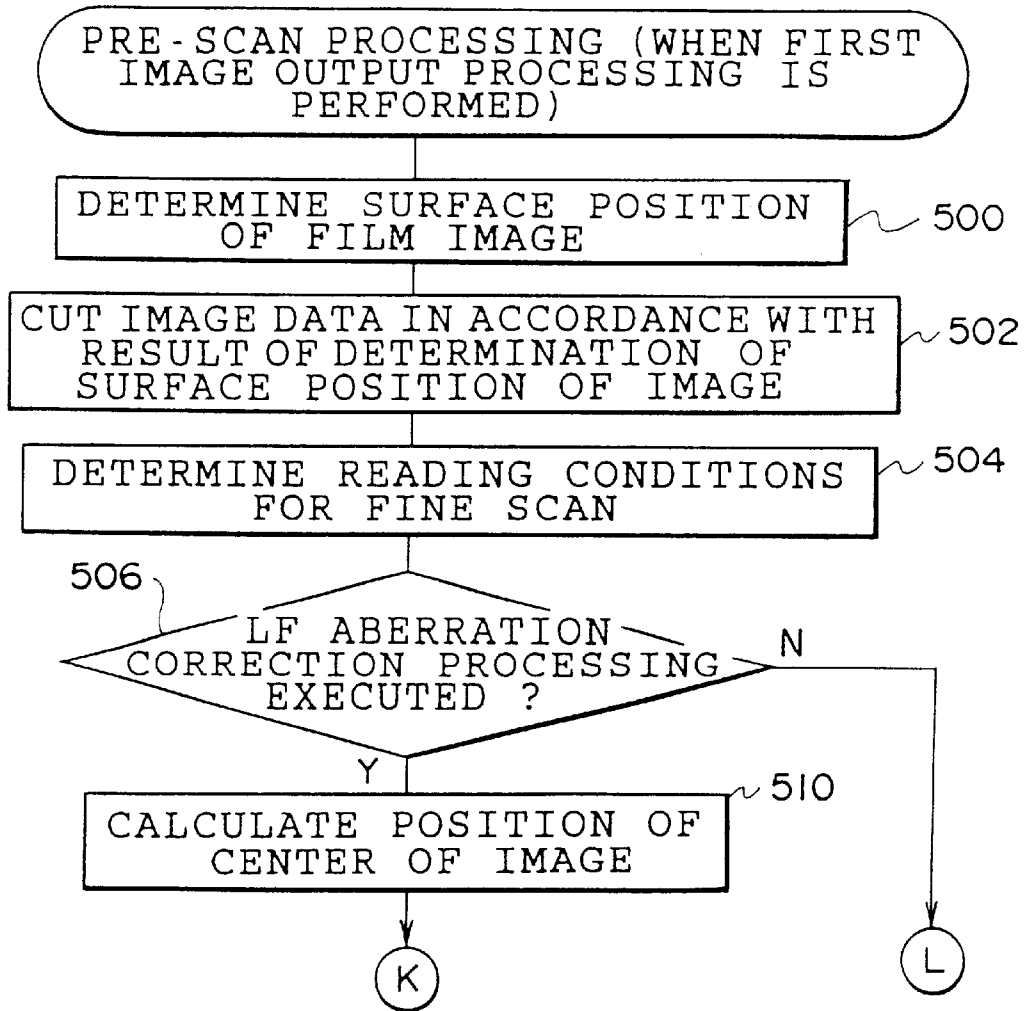 PRE-SCAN PROCESSING (WHEN FIRST
IMAGE OUTPUT PROCESSING IS
PERFORMED)
DETERMINE SURFACE POSITION
OF FILM IMAGE
500
CUT IMAGE DATA IN ACCORDANCE WITH
RESULT OF DETERMINATION OF
SURFACE POSITION OF IMAGE
502
DETERMINE READING CONDITIONS
FOR FINE SCAN
504
506
LF ABERRATION
CORRECTION PROCESSING
EXECUTED ?
N
Y
510
CALCULATE POSITION OF
CENTER OF IMAGE
K
L